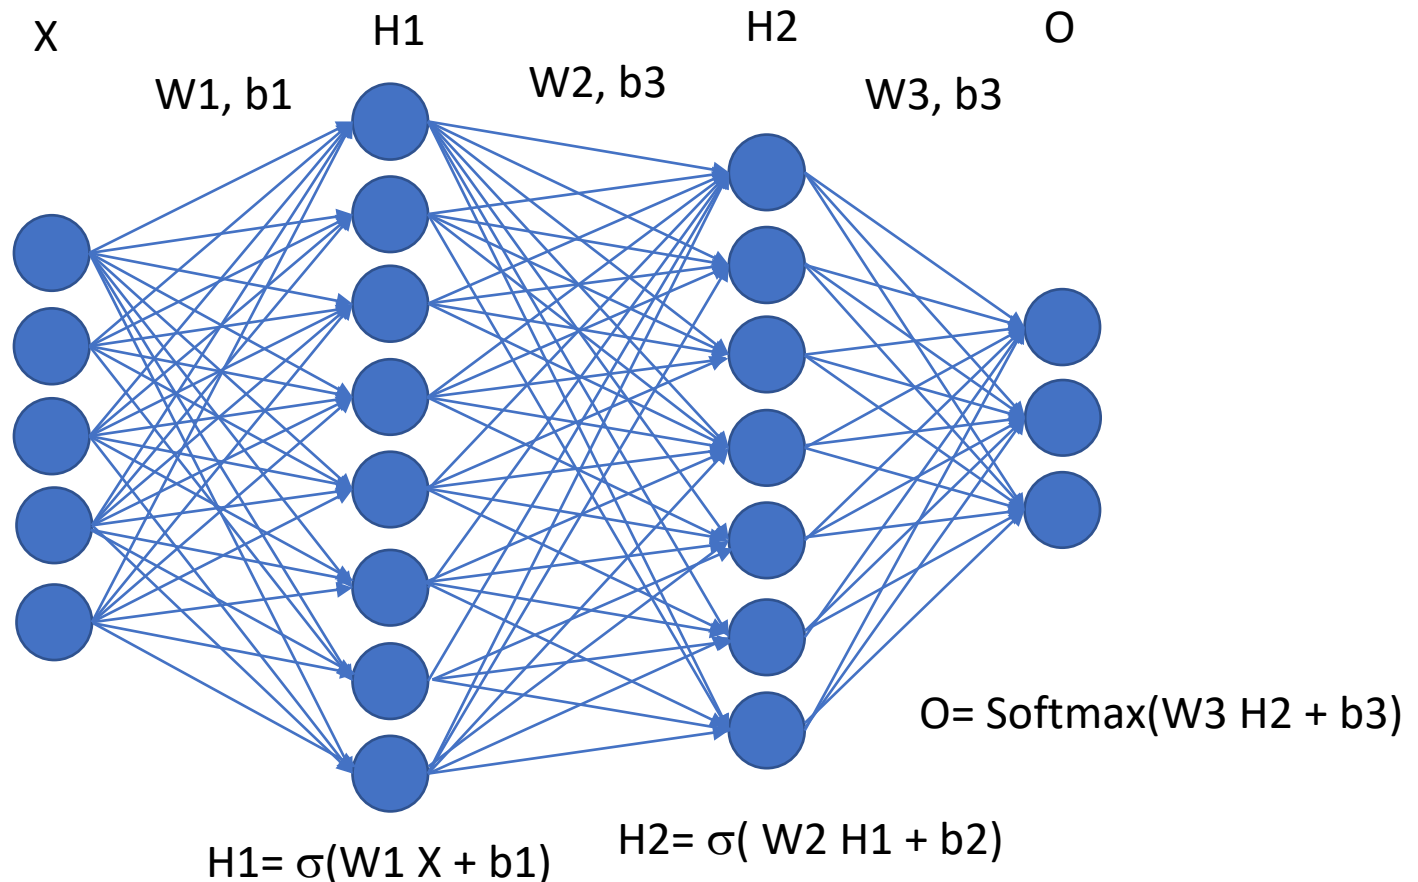 X
H1
H2
O
W1, b1
W2, b3
W3, b3
O= Softmax(W3 H2 + b3)
H2= σ( W2 H1 + b2)
H1= σ(W1 X + b1)